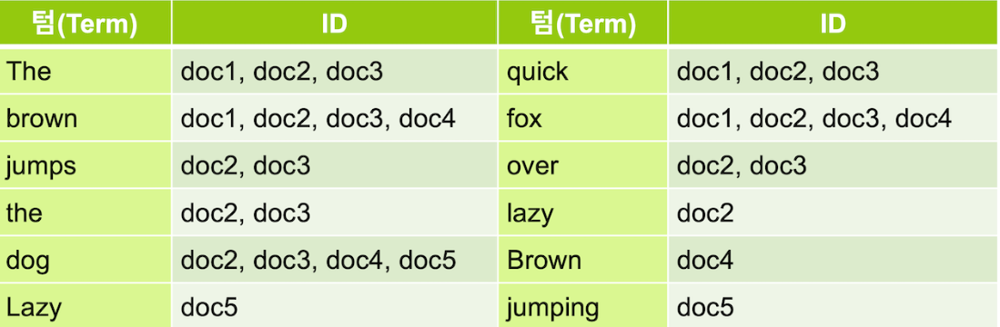 텀(Term) ID 텀(Term) ID
The doc1, doc2, doc3 quick doc1, doc2, doc3
brown doc1, doc2, doc3, doc4 fox doc1, doc2, doc3, doc4
jumps doc2, doc3 over doc2, doc3
the doc2, doc3 lazy doc2
dog doc2, doc3, doc4, doc5 Brown doc4
Lazy doc5 jumping doc5